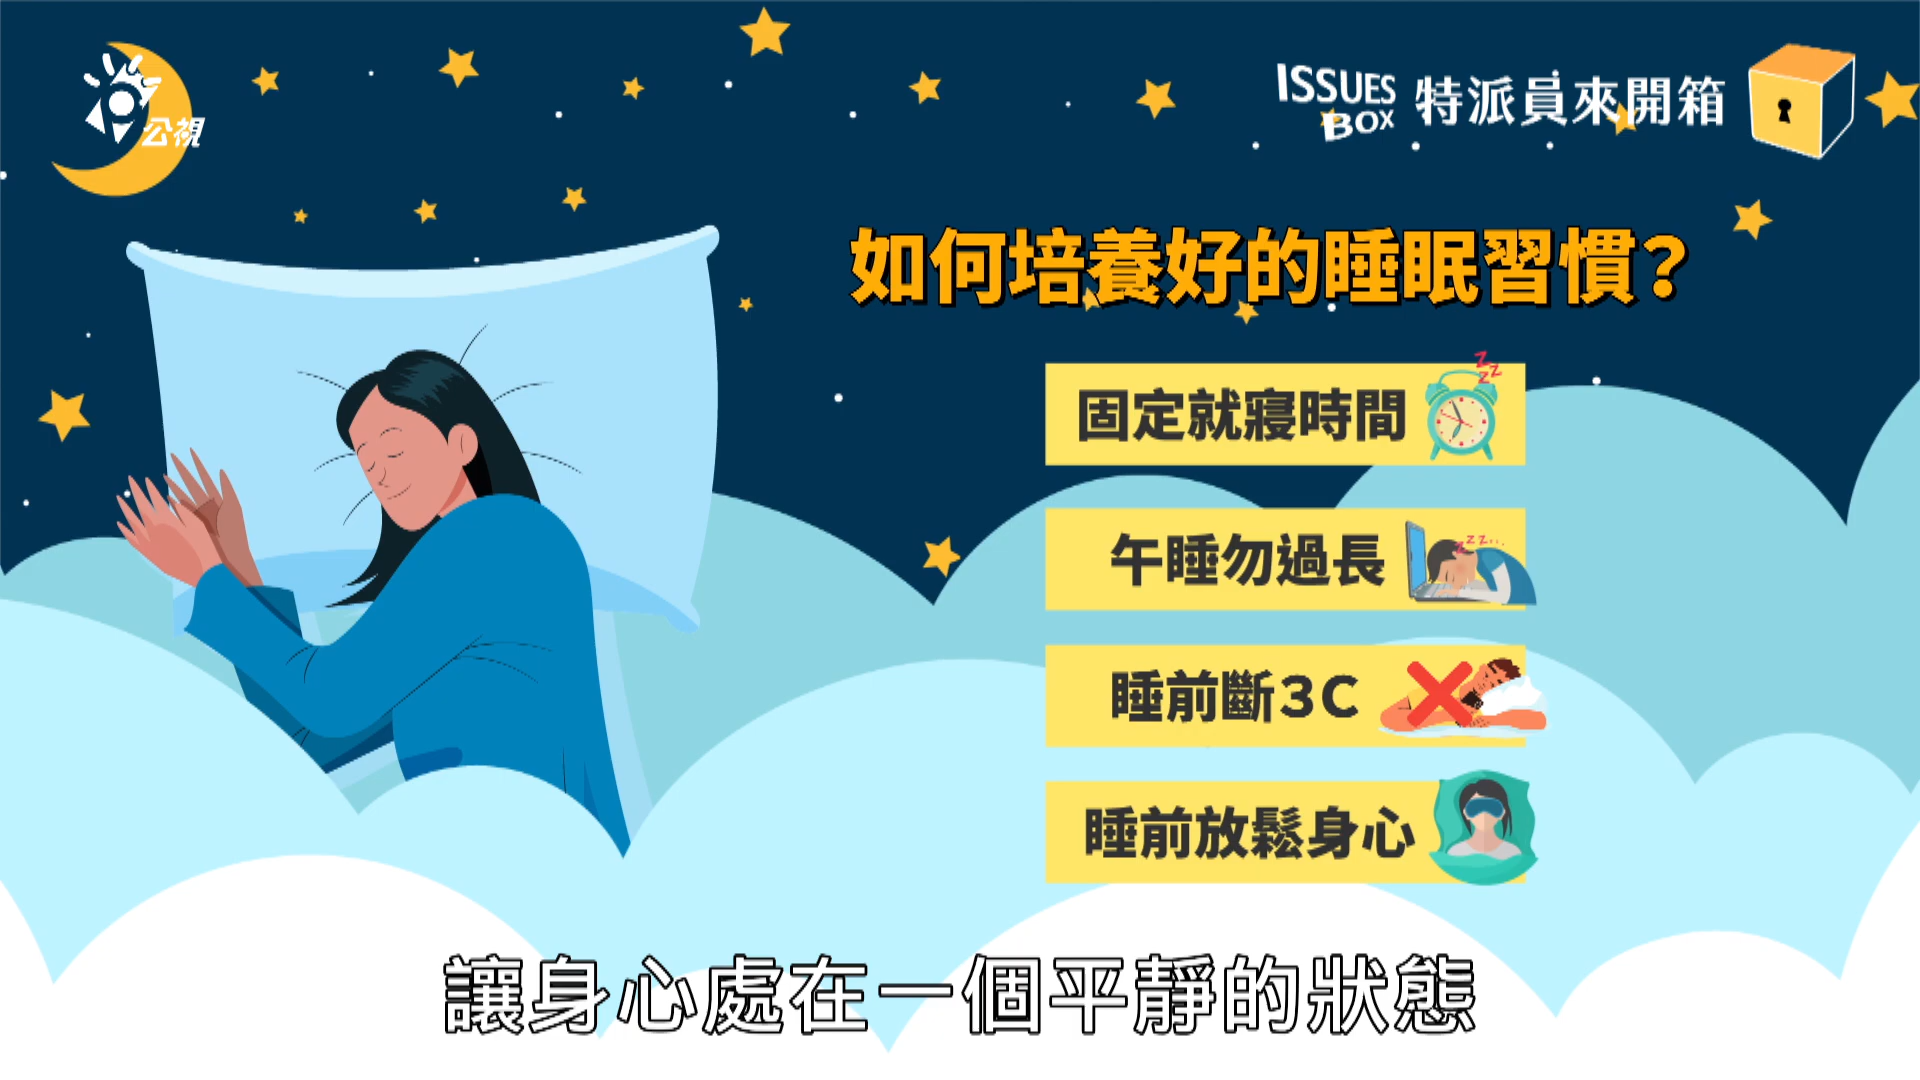 公視
ISSUES BOX 特派員來開箱
如何培養好的睡眠習慣?
固定就寢時間
zzz
午睡勿過長
zzz...
睡前斷3C
睡前放鬆身心
讓身心處在一個平靜的狀態